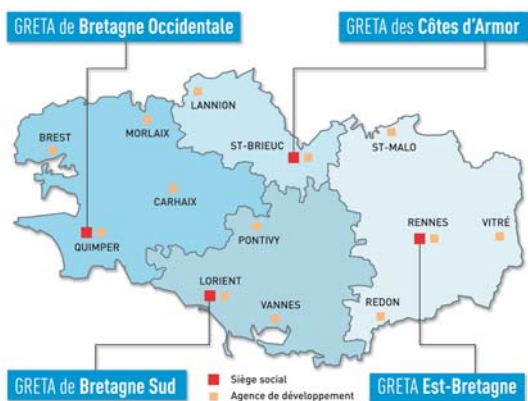 GRETA de Bretagne Occidentale
GRETA des Côtes d'Armor
LANNION
MORLAIX
BREST
ST-BRIEUC
ST-MALO
CARHAIX
RENNES
VITRÉ
PONTIVY
QUIMPER
LORIENT
VANNES
REDON
GRETA de Bretagne Sud
Siège social
Agence de développement
GRETA Est-Bretagne